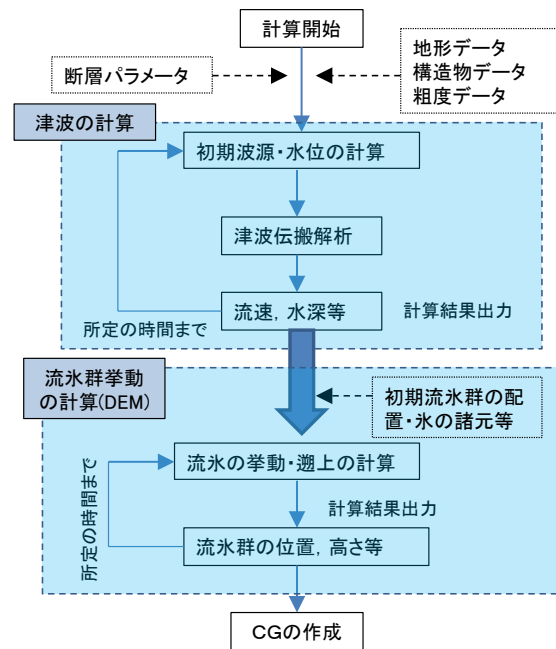 計算開始
断層パラメータ
地形データ
構造物データ
粗度データ
津波の計算
初期波源・水位の計算
津波伝搬解析
流速, 水深等
計算結果出力
所定の時間まで
流氷群挙動
の計算(DEM)
初期流氷群の配
置・氷の諸元等
流氷の挙動・遡上の計算
計算結果出力
所定の時間まで
流氷群の位置, 高さ等
CGの作成